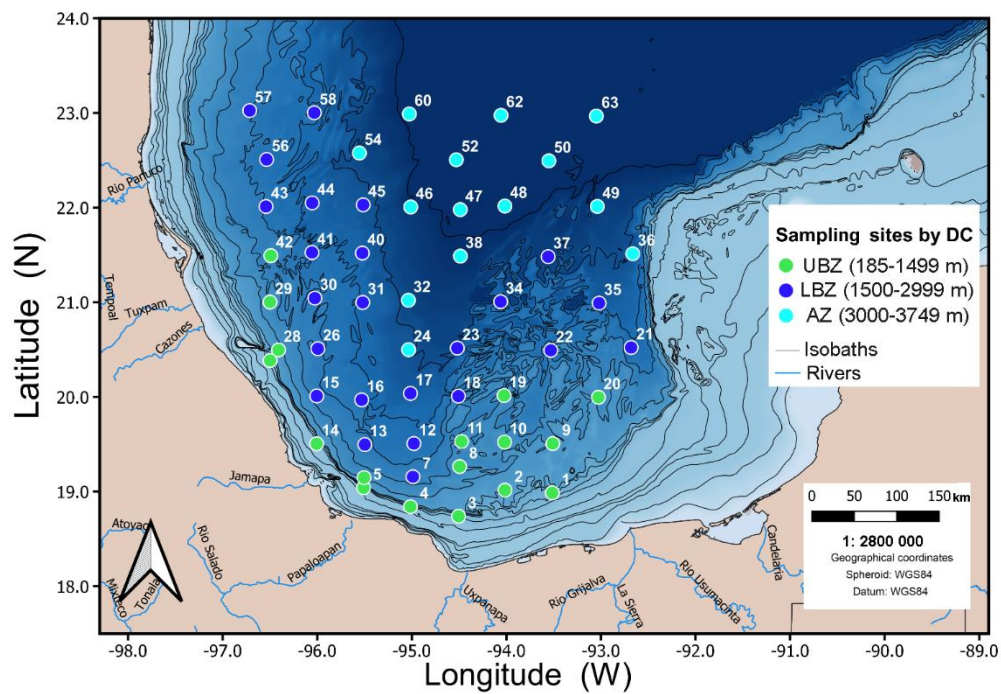 24.0
23.0
22.0
21.0
20.0
19.0
18.0
Latitude (N)
57
58
60
62
63
56
54
52
50
43
44
45
46
47
48
49
42
41
40
38
37
36
29
30
31
32
34
35
28
26
24
23
22
21
15
16
17
18
19
20
14
13
12
11
10
9
8
7
5
4
3
2
1
Rio Panuco
Tempoal
Tuxpam
Cazones
Jamapa
Atoyac
Rio Salado
Papaloapan
Mixteco
Tonala
Uxpanapa
Rio Grijalva
La Sierra
Rio Usumacinta
Candelaria
Sampling sites by DC
UBZ (185-1499 m)
LBZ (1500-2999 m)
AZ (3000-3749 m)
Isobaths
Rivers
0 50 100 150 km
1: 2800 000
Geographical coordinates
Spheroid: WGS84
Datum: WGS84
-98.0 -97.0 -96.0 -95.0 -94.0 -93.0 -92.0 -91.0 -90.0 -89.0
Longitude (W)